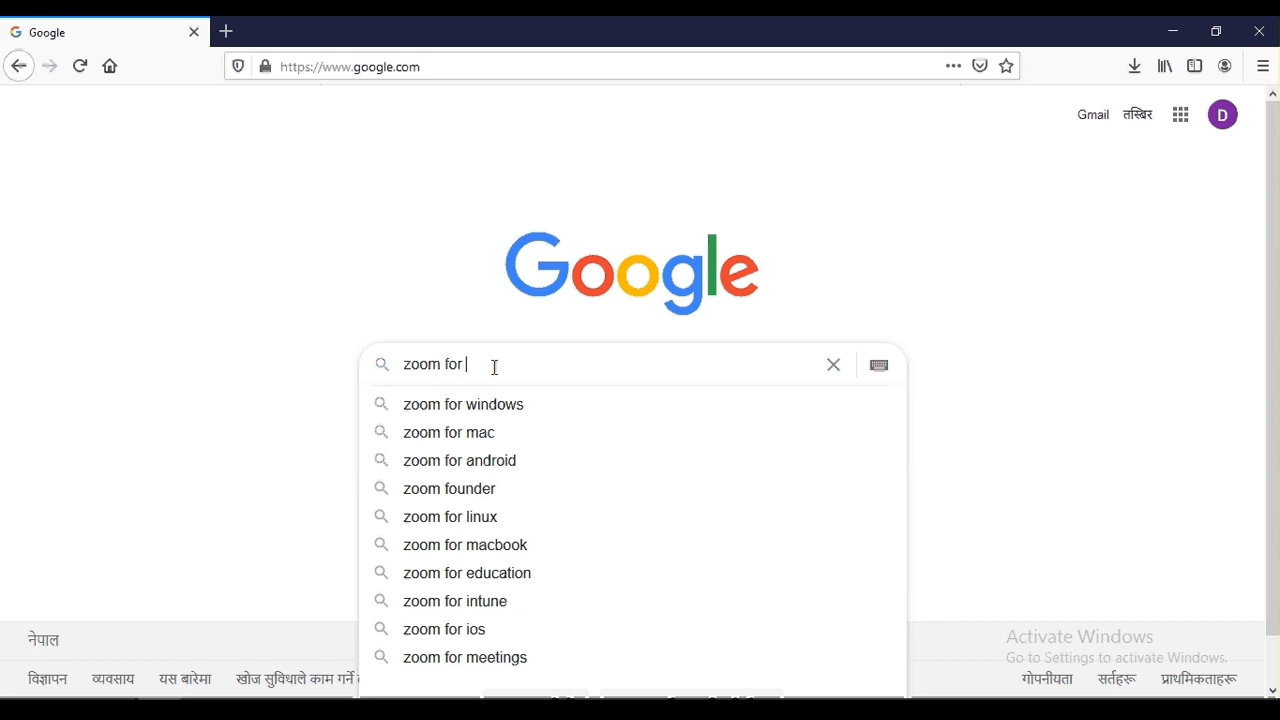 Google
https://www.google.com
Gmail तस्बिर
D
Google
zoom for
zoom for windows
zoom for mac
zoom for android
zoom founder
zoom for linux
zoom for macbook
zoom for education
zoom for intune
zoom for ios
zoom for meetings
नेपाल
Activate Windows
Go to Settings to activate Windows.
विज्ञापन व्यवसाय यस बारेमा खोज सुविधाले काम गर्ने
गोपनीयता सर्तहरू प्राथमिकताहरू